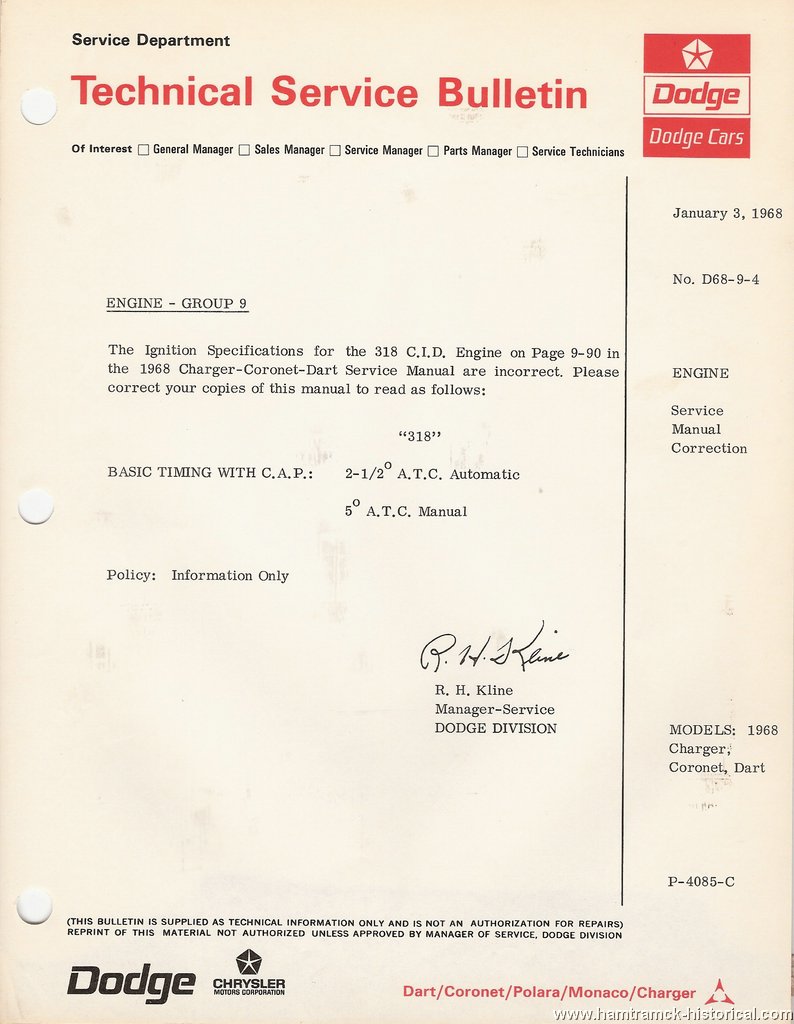 Service Department
Technical Service Bulletin
Dodge
Dodge Cars
Of Interest General Manager Sales Manager Service Manager Parts Manager Service Technicians
January 3, 1968
No. D68-9-4
ENGINE - GROUP 9
The Ignition Specifications for the 318 C.I.D. Engine on Page 9-90 in
the 1968 Charger-Coronet-Dart Service Manual are incorrect. Please
correct your copies of this manual to read as follows:
ENGINE
Service
Manual
Correction
“318”
BASIC TIMING WITH C.A.P.: 2-1/2° A.T.C. Automatic
5° A.T.C. Manual
Policy: Information Only
R. H. Kline
R. H. Kline
Manager-Service
DODGE DIVISION
MODELS: 1968
Charger,
Coronet, Dart
P-4085-C
(THIS BULLETIN IS SUPPLIED AS TECHNICAL INFORMATION ONLY AND IS NOT AN AUTHORIZATION FOR REPAIRS)
REPRINT OF THIS MATERIAL NOT AUTHORIZED UNLESS APPROVED BY MANAGER OF SERVICE, DODGE DIVISION
Dodge
CHRYSLER
MOTORS CORPORATION
Dart/Coronet/Polara/Monaco/Charger
www.hamtramck-historical.com